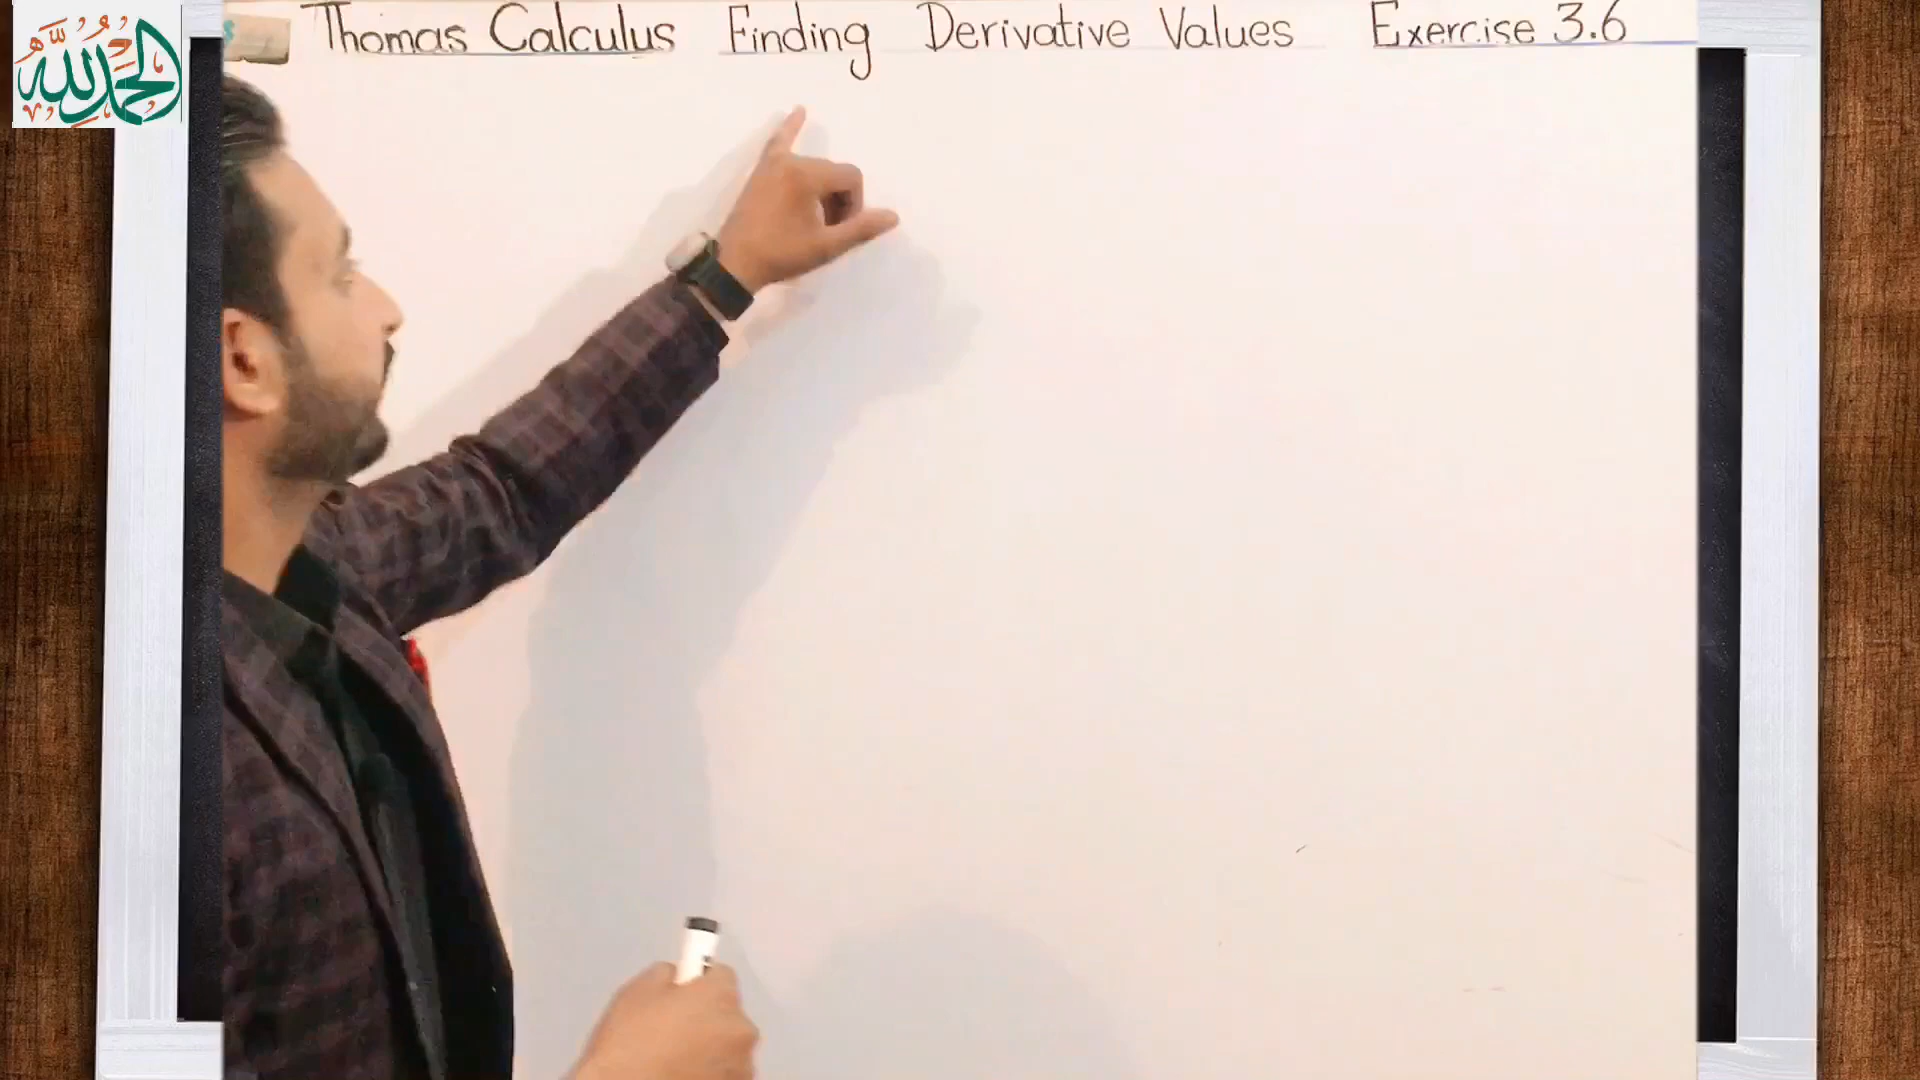 الحمد لله
Thomas Calculus Finding Derivative Values Exercise 3.6